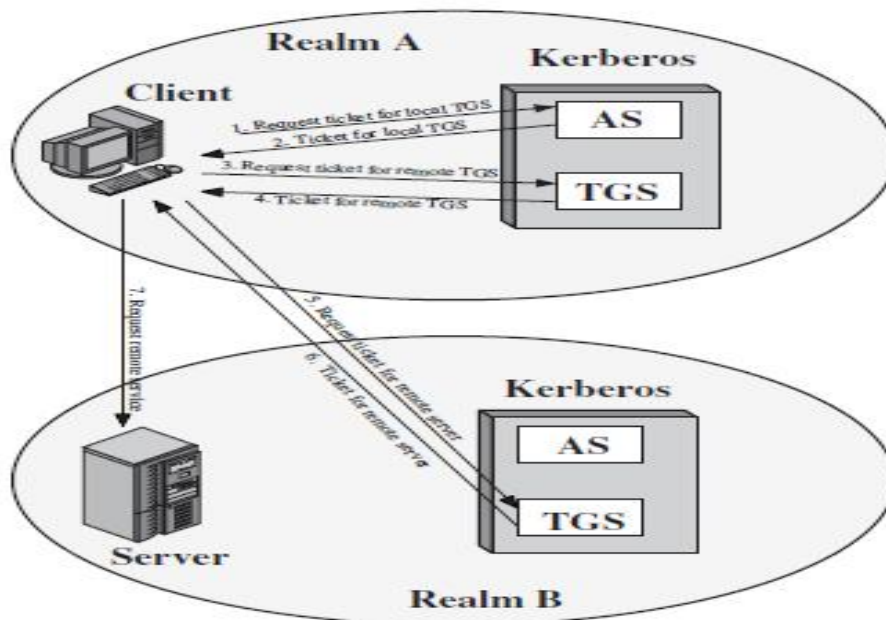 Realm A
Kerberos
Client
AS
1. Request ticket for local TGS
2. Ticket for local TGS
3. Request ticket for remote TGS
TGS
4. Ticket for remote TGS
5. Request ticket for remote server
6. Ticket for remote server
7. Request remote service
Kerberos
AS
TGS
Server
Realm B